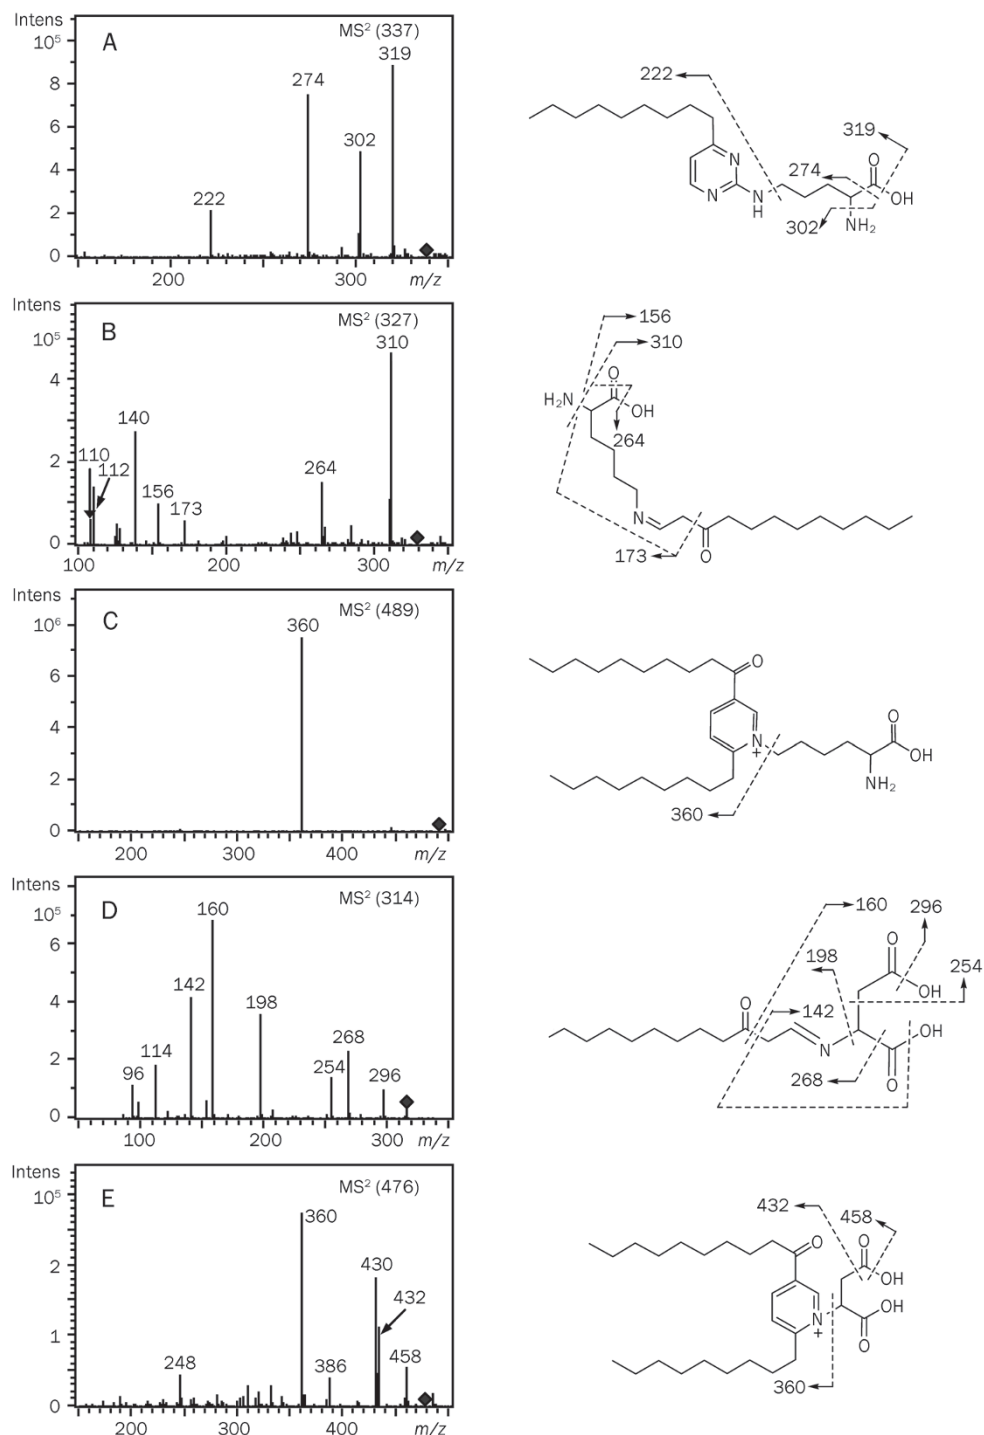 Intens
A
MS² (337)
10⁵
8
6
4
2
0
222
274
302
319
200
300
m/z
222
319
274
302
N
N
N
H
O
OH
NH₂
Intens
B
MS² (327)
10⁵
4
2
0
110
112
140
156
173
264
310
100
200
300
m/z
156
310
O
H₂N
OH
264
N
O
173
Intens
C
MS² (489)
10⁶
6
4
2
0
360
200
300
400
m/z
O
N
+
O
OH
NH₂
360
Intens
D
MS² (314)
10⁵
6
4
2
0
96
114
142
160
198
254
268
296
100
200
300
m/z
160
296
O
198
OH
254
O
142
N
OH
O
268
Intens
E
MS² (476)
10⁵
2
1
0
248
360
386
430
432
458
200
300
400
m/z
432
458
O
O
OH
N
+
OH
O
360